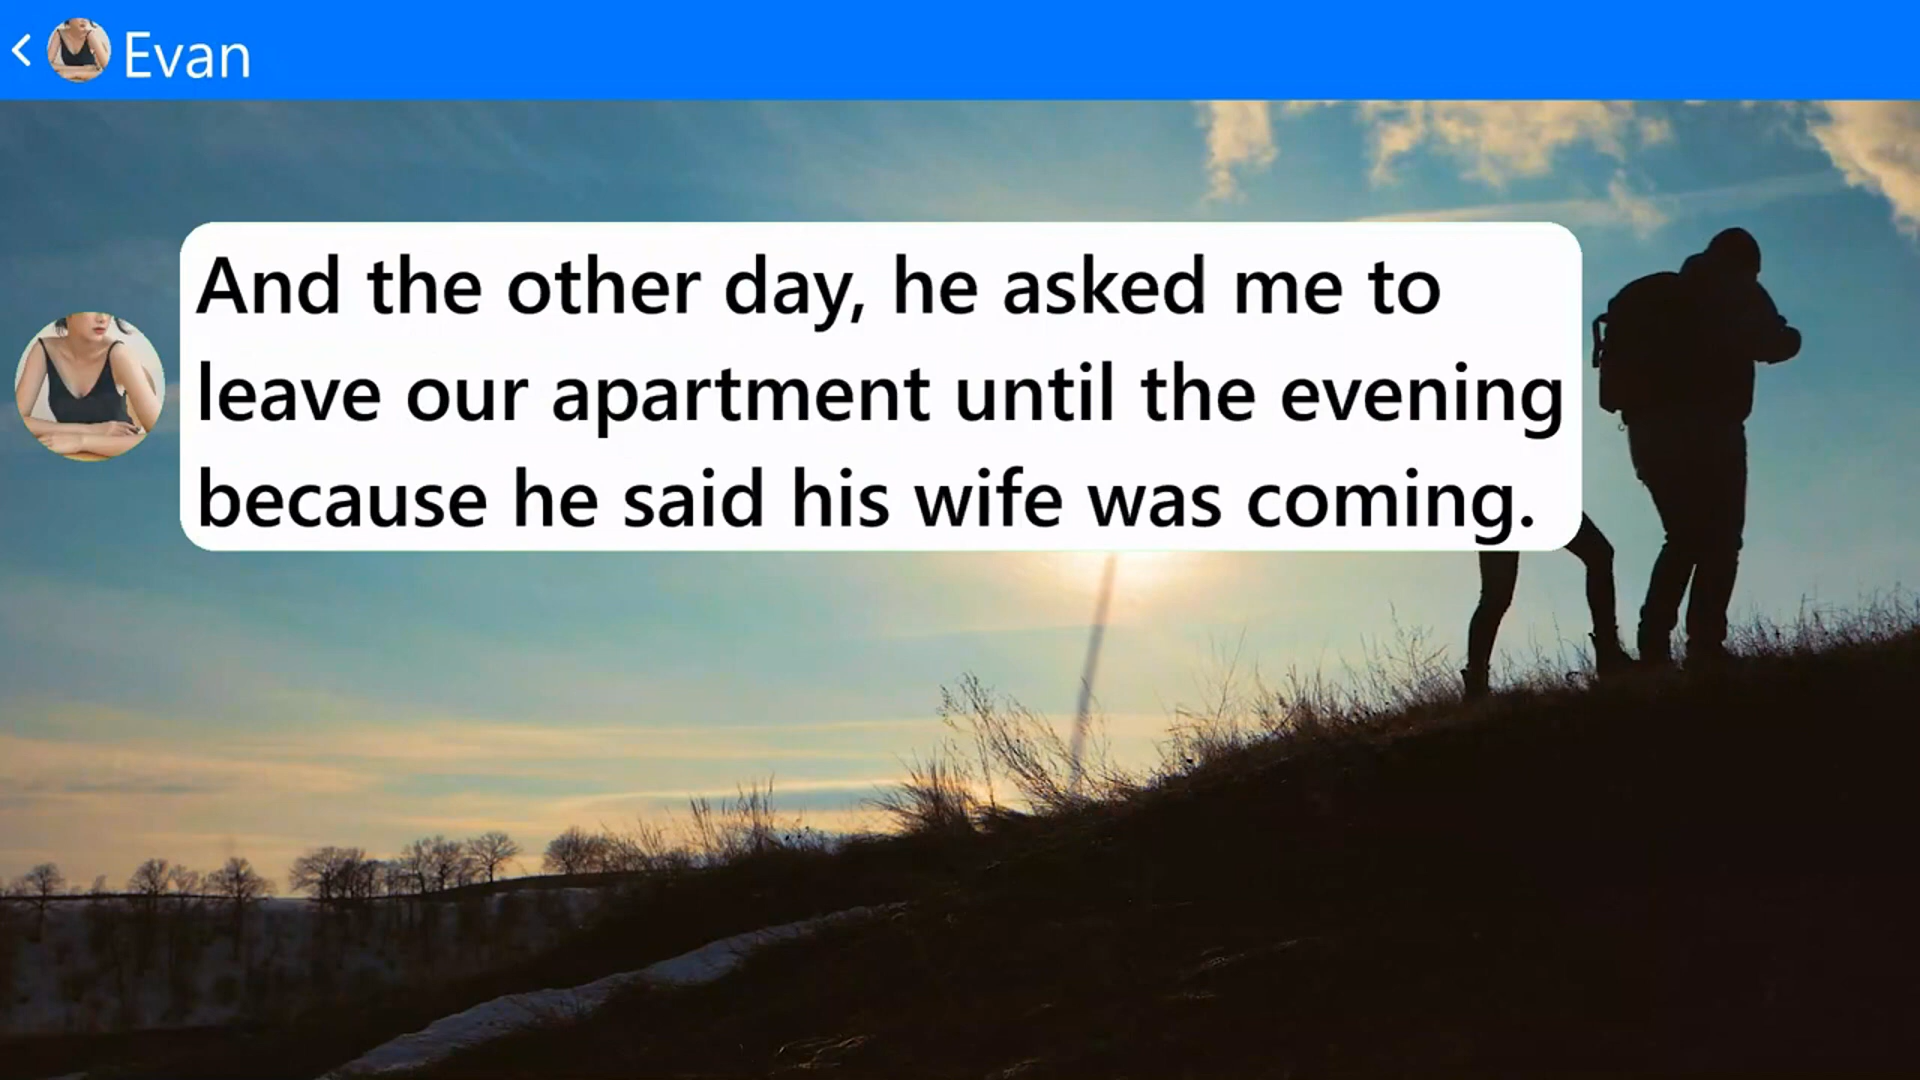 Evan
And the other day, he asked me to
leave our apartment until the evening
because he said his wife was coming.